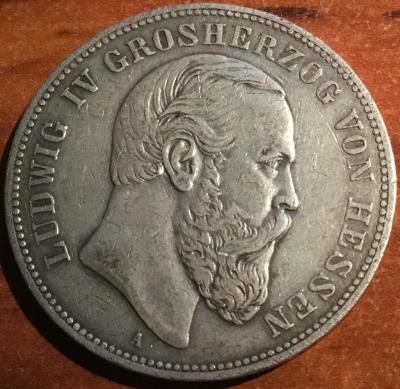 LUDWIG IV GROSHERZOG VON HESSEN
A